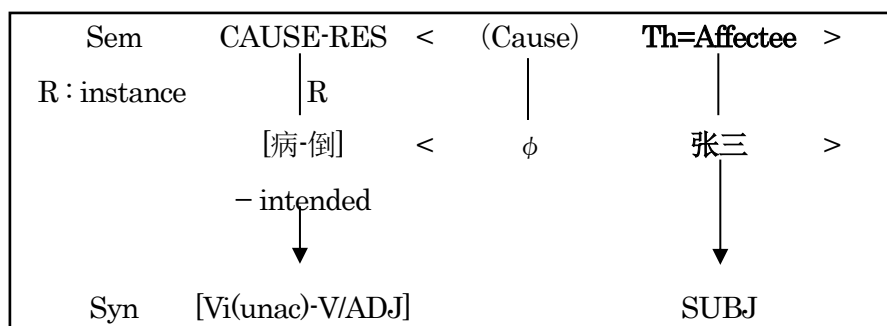 Sem CAUSE-RES < (Cause) Th=Affectee >
R : instance R
[病-倒] < φ 张三 >
– intended
Syn [Vi(unac)-V/ADJ] SUBJ